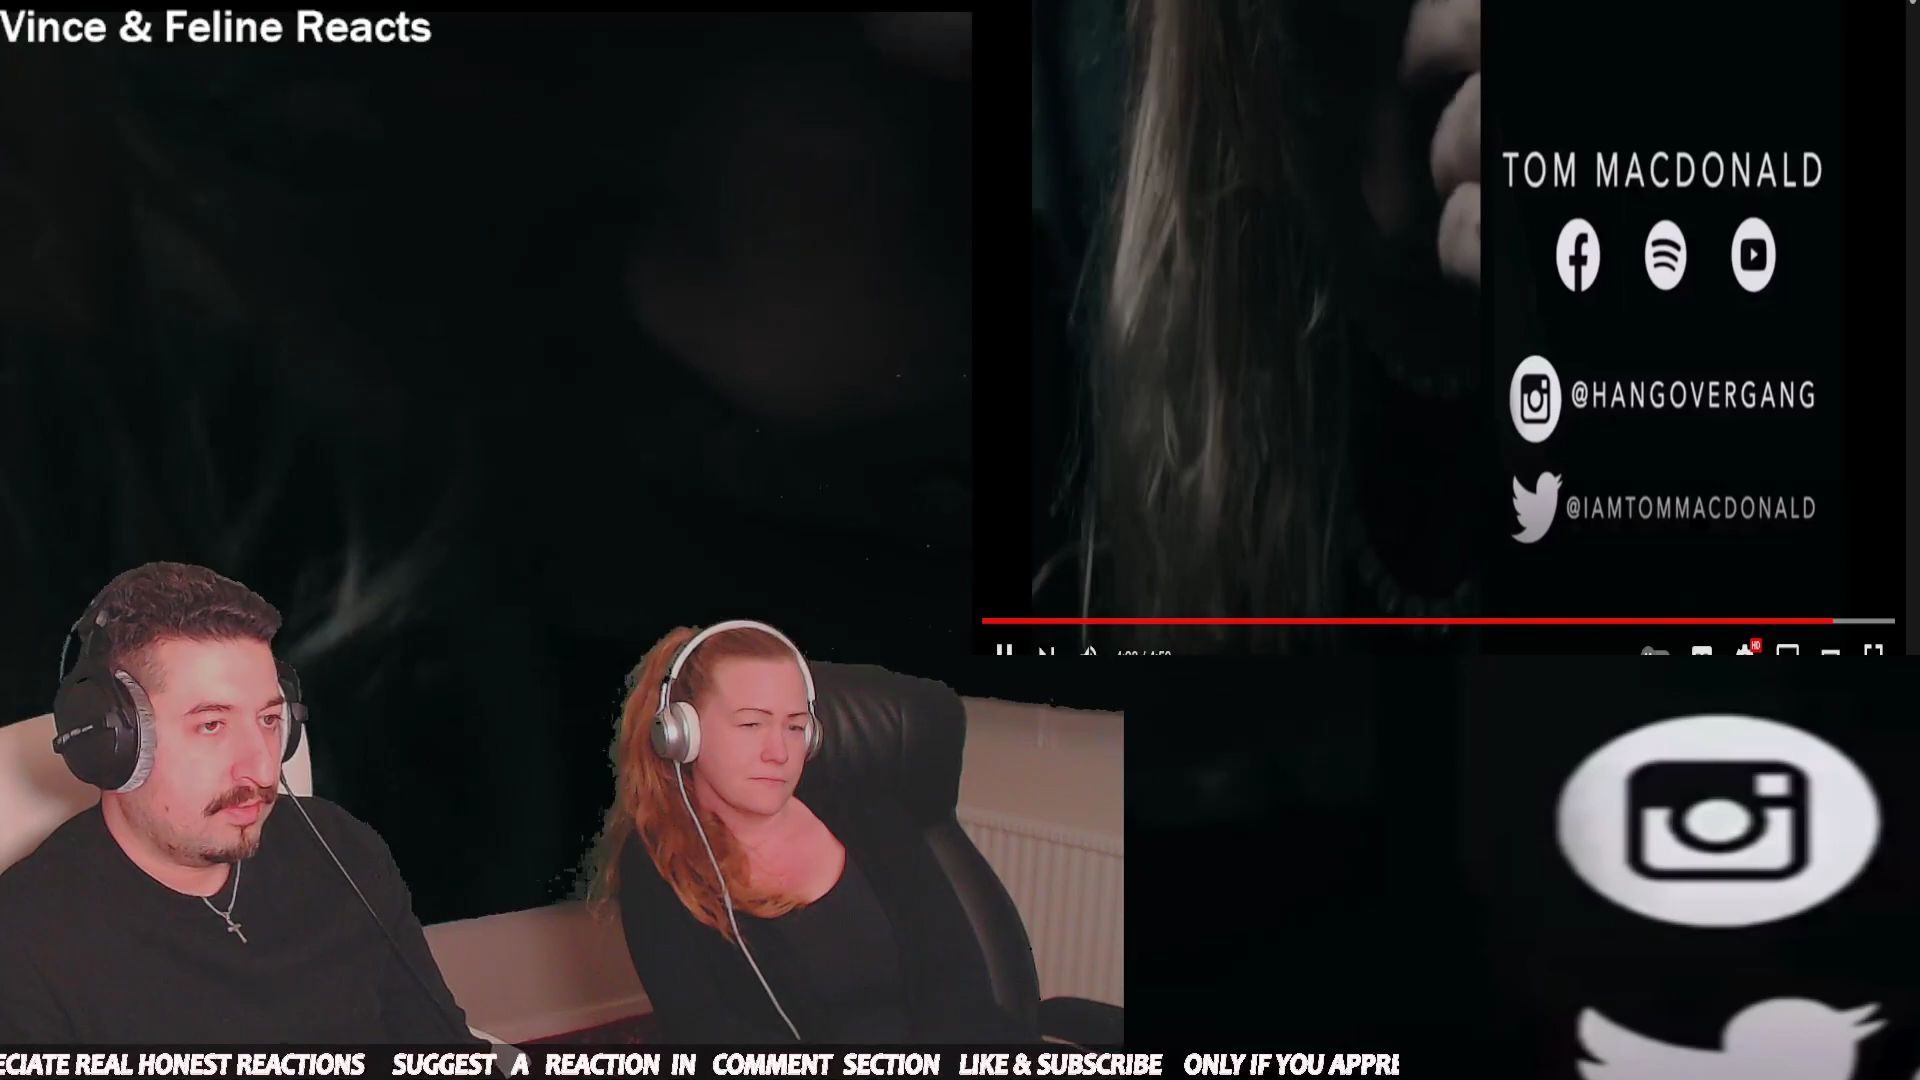 Vince & Feline Reacts
TOM MACDONALD
@HANGOVERGANG
@IAMTOMMACDONALD
HD
ECIATE REAL HONEST REACTIONS SUGGEST A REACTION IN COMMENT SECTION LIKE & SUBSCRIBE ONLY IF YOU APPRE